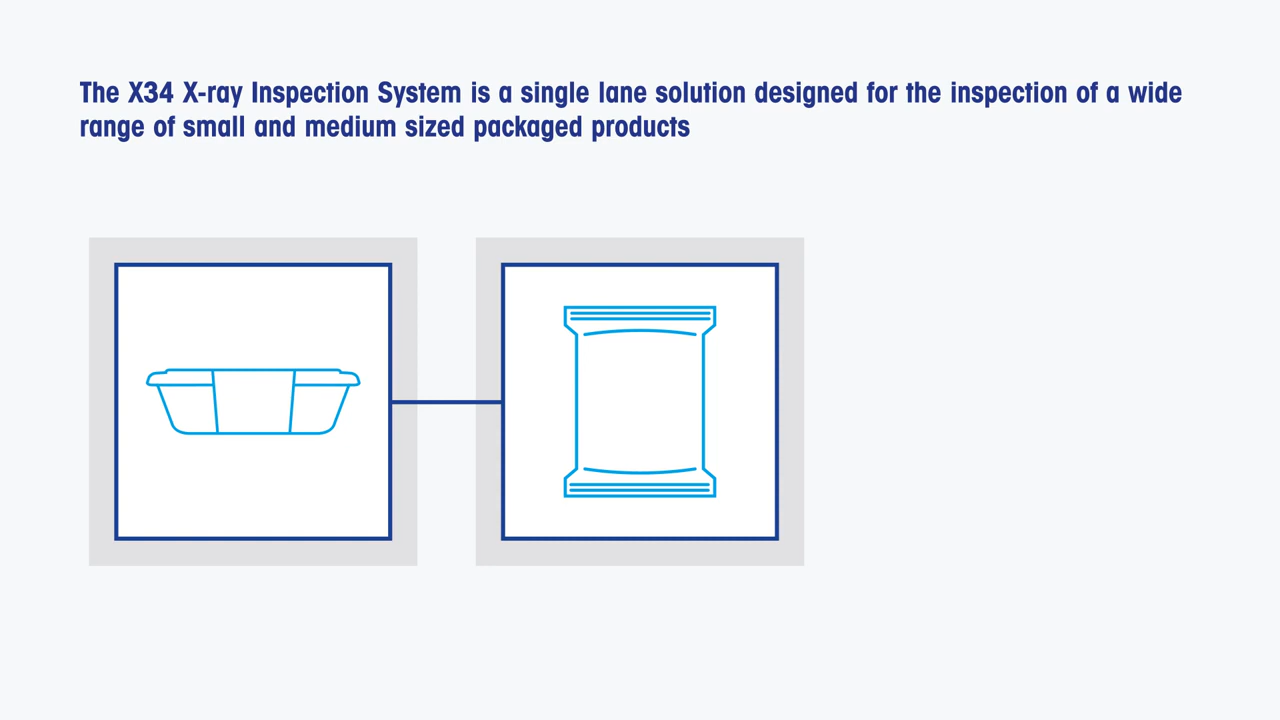 The X34 X-ray Inspection System is a single lane solution designed for the inspection of a wide
range of small and medium sized packaged products